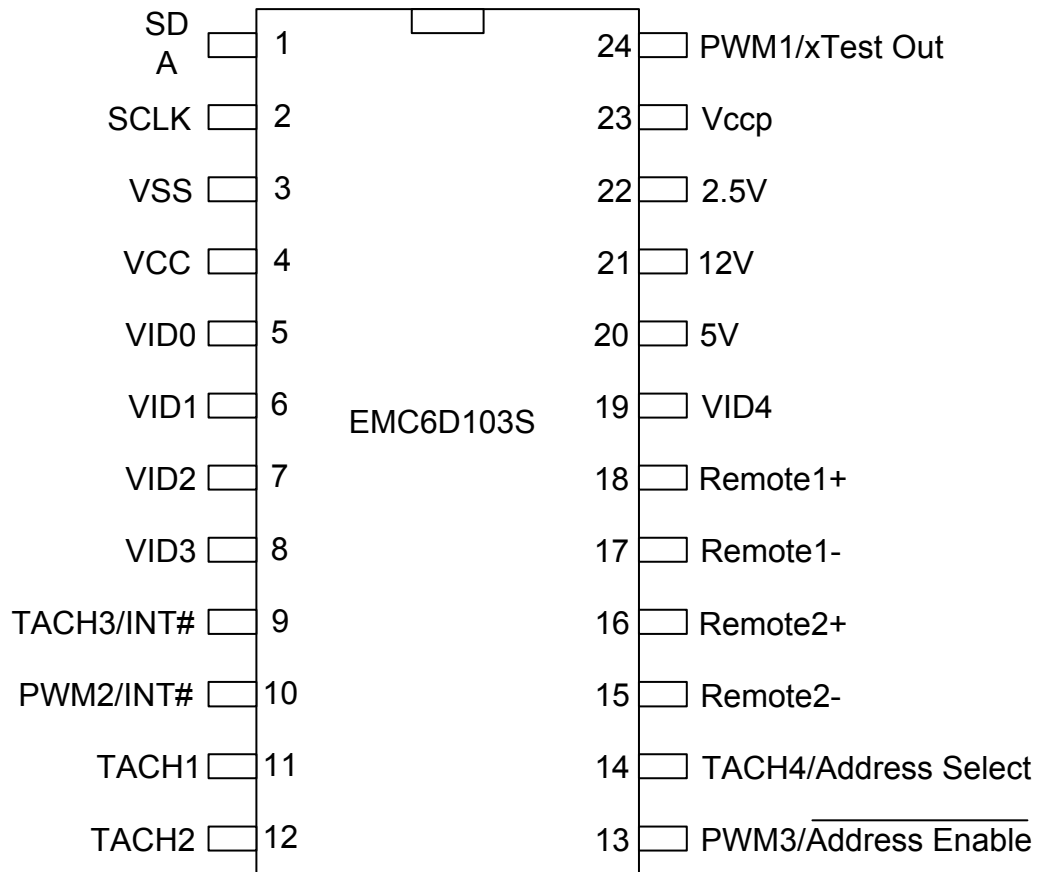 SD
A
1
24
PWM1/xTest Out
SCLK
2
23
Vccp
VSS
3
22
2.5V
VCC
4
21
12V
VID0
5
20
5V
VID1
6
EMC6D103S
19
VID4
VID2
7
18
Remote1+
VID3
8
17
Remote1-
TACH3/INT#
9
16
Remote2+
PWM2/INT#
10
15
Remote2-
TACH1
11
14
TACH4/Address Select
TACH2
12
13
PWM3/Address Enable